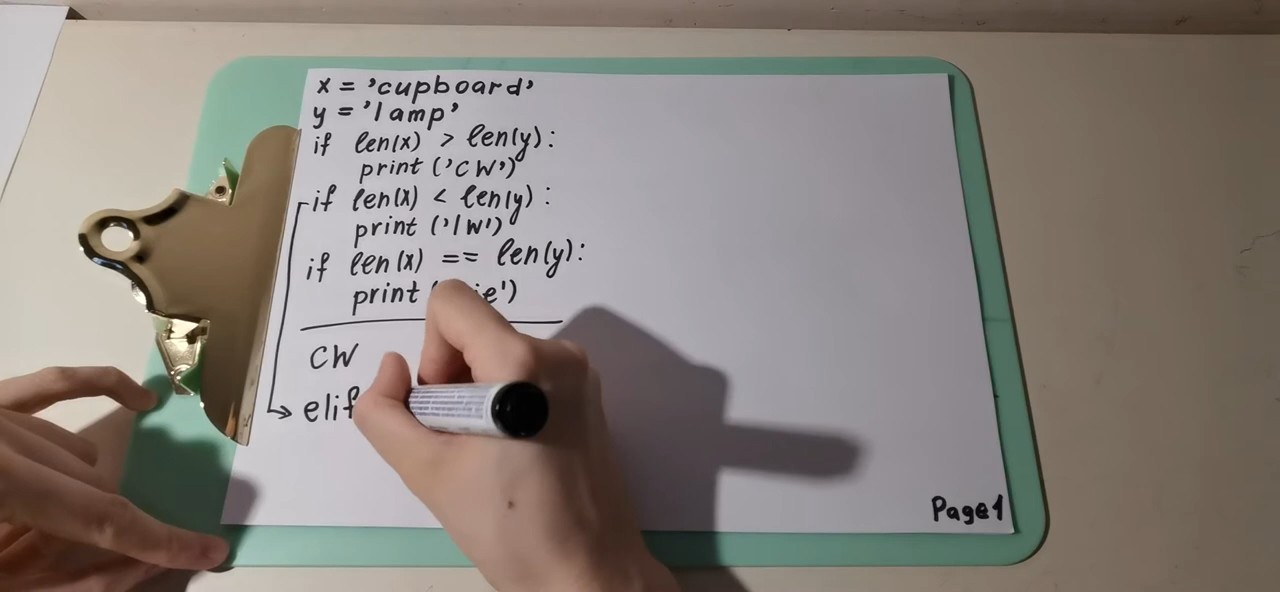 x = 'cupboard'
y = 'lamp'
if len(x) > len(y):
print ('CW')
if len(x) < len(y):
print ('lW')
if len(x) == len(y):
print
CW
elif
Page1